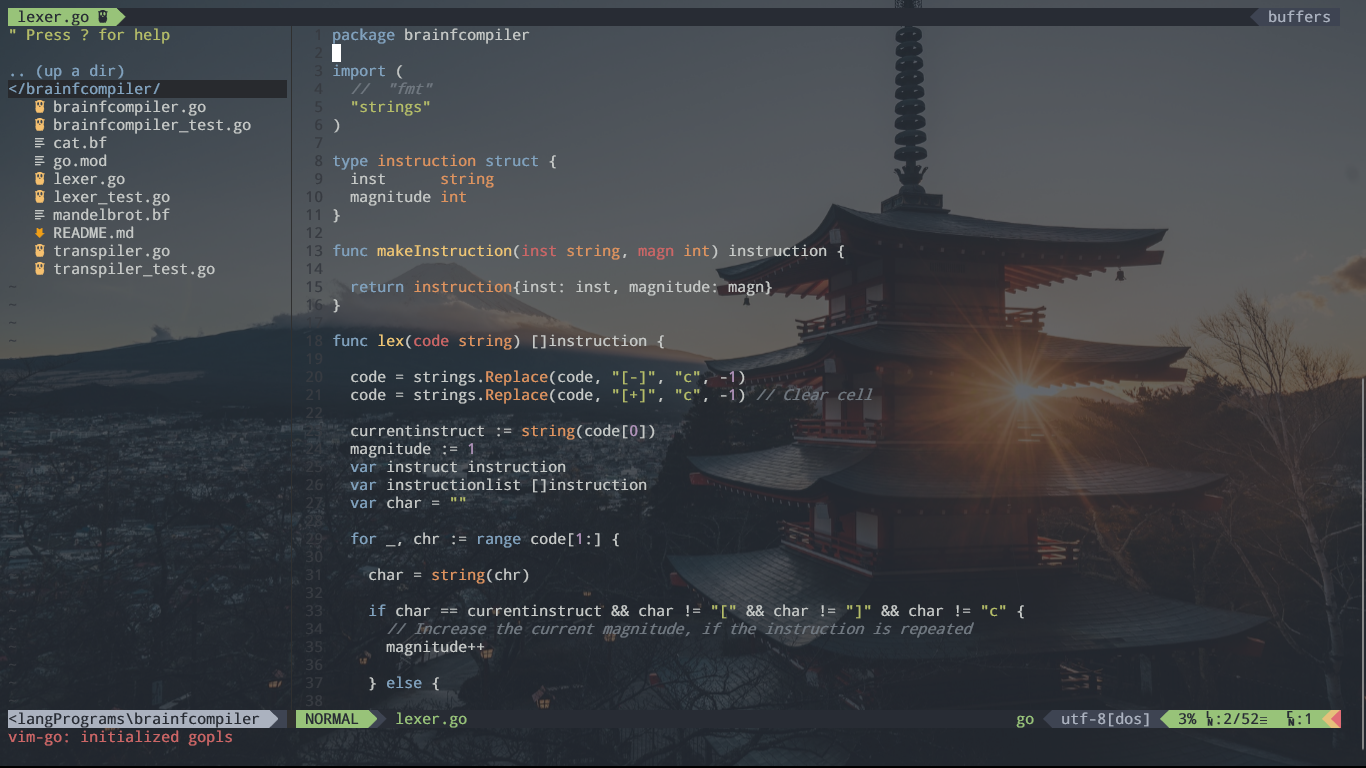 lexer.go
buffers
" Press ? for help
.. (up a dir)
</brainfcompiler/
brainfcompiler.go
brainfcompiler_test.go
cat.bf
go.mod
lexer.go
lexer_test.go
mandelbrot.bf
README.md
transpiler.go
transpiler_test.go
~
~
~
1 package brainfcompiler
2
3 import (
4 // "fmt"
5 "strings"
6 )
7
8 type instruction struct {
9 inst string
10 magnitude int
11 }
12
13 func makeInstruction(inst string, magn int) instruction {
14
15 return instruction{inst: inst, magnitude: magn}
16 }
17
18 func lex(code string) []instruction {
19
20 code = strings.Replace(code, "[-]", "c", -1)
21 code = strings.Replace(code, "[+]", "c", -1) // Clear cell
22
23 currentinstruct := string(code[0])
24 magnitude := 1
25 var instruct instruction
26 var instructionlist []instruction
27 var char = ""
28
29 for _, chr := range code[1:] {
30
31 char = string(chr)
32
33 if char == currentinstruct && char != "[" && char != "]" && char != "c" {
34 // Increase the current magnitude, if the instruction is repeated
35 magnitude++
36
37 } else {
38
<langPrograms\brainfcompiler
NORMAL lexer.go
go utf-8[dos] 3% LN:2/52≡ CN:1
vim-go: initialized gopls